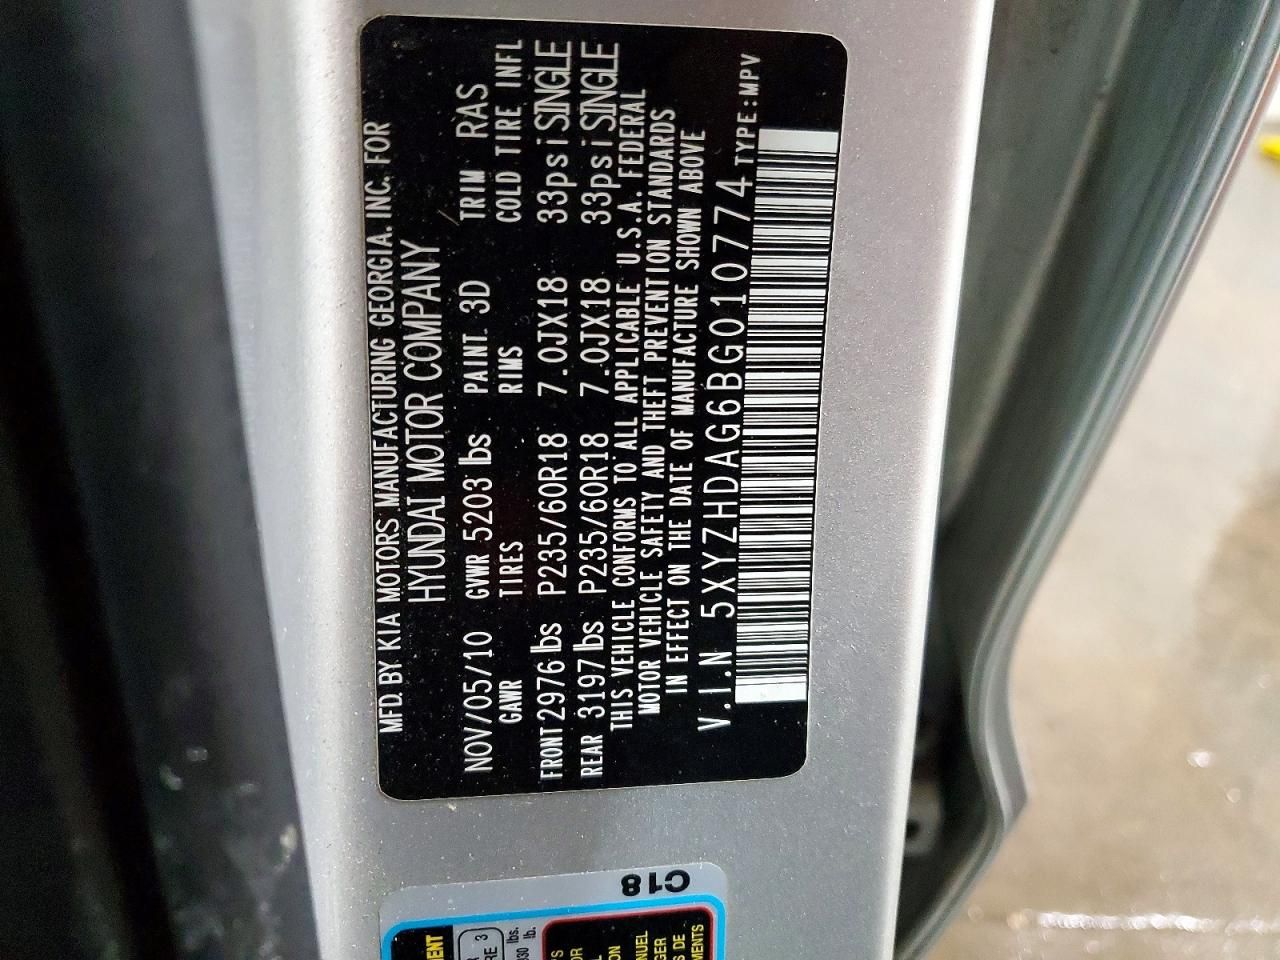 MFD. BY KIA MOTORS MANUFACTURING GEORGIA. INC. FOR
HYUNDAI MOTOR COMPANY
NOV/05/10 GVWR 5203 lbs PAINT 3D TRIM RAS
GAWR TIRES RIMS COLD TIRE INFL
FRONT 2976 lbs P235/60R18 7.0JX18 33psi SINGLE
REAR 3197 lbs P235/60R18 7.0JX18 33psi SINGLE
THIS VEHICLE CONFORMS TO ALL APPLICABLE U.S.A. FEDERAL
MOTOR VEHICLE SAFETY AND THEFT PREVENTION STANDARDS
IN EFFECT ON THE DATE OF MANUFACTURE SHOWN ABOVE
V.I.N 5XYZHDAG6BG010774 TYPE:MPV
C18